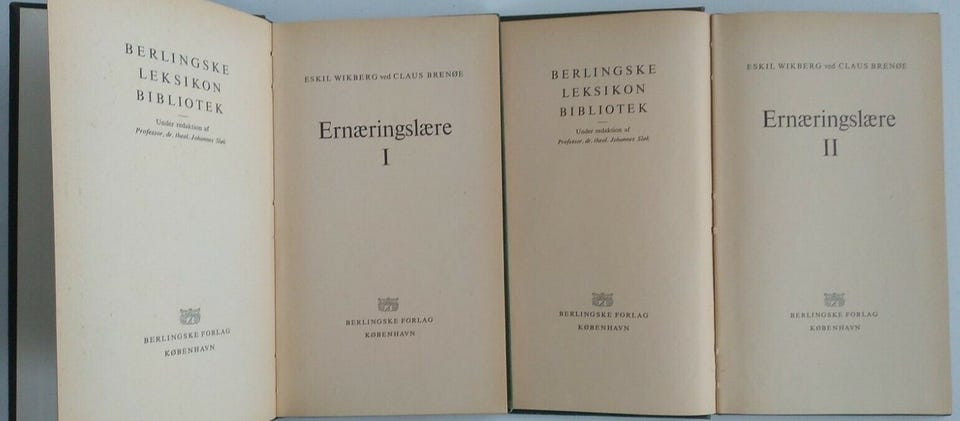 BERLINGSKE
LEKSIKON
BIBLIOTEK
Under redaktion af
Professor, dr. theol. Johannes Sløk
BERLINGSKE FORLAG
KØBENHAVN
ESKIL WIKBERG ved CLAUS BRENØE
Ernæringslære
I
BERLINGSKE FORLAG
KØBENHAVN
BERLINGSKE
LEKSIKON
BIBLIOTEK
Under redaktion af
Professor, dr. theol. Johannes Sløk
BERLINGSKE FORLAG
KØBENHAVN
ESKIL WIKBERG ved CLAUS BRENØE
Ernæringslære
II
BERLINGSKE FORLAG
KØBENHAVN